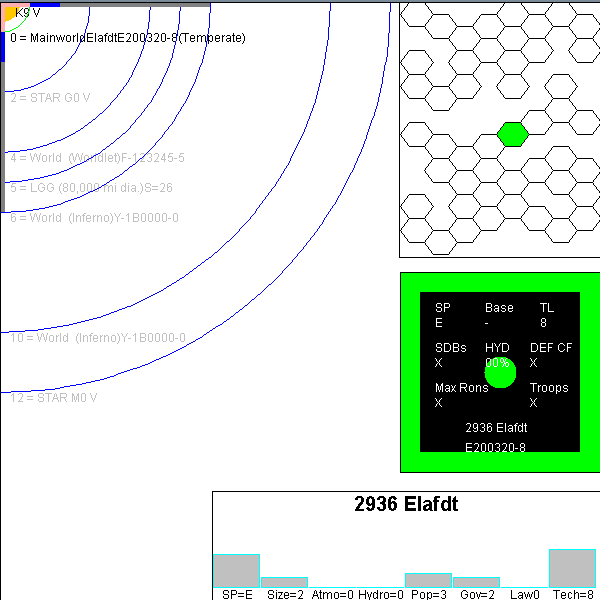 K9 V
0 = MainworldElafdtE200320-8(Temperate)
2 = STAR G0 V
4 = World (Worldlet)F-123245-5
5 = LGG (80,000 mi dia.)S=26
6 = World (Inferno)Y-1B0000-0
10 = World (Inferno)Y-1B0000-0
12 = STAR M0 V
SP Base TL
E - 8
SDBs HYD DEF CF
X 00% X
Max Rons Troops
X X
2936 Elafdt
E200320-8
2936 Elafdt
SP=E Size=2 Atmo=0 Hydro=0 Pop=3 Gov=2 Law0 Tech=8